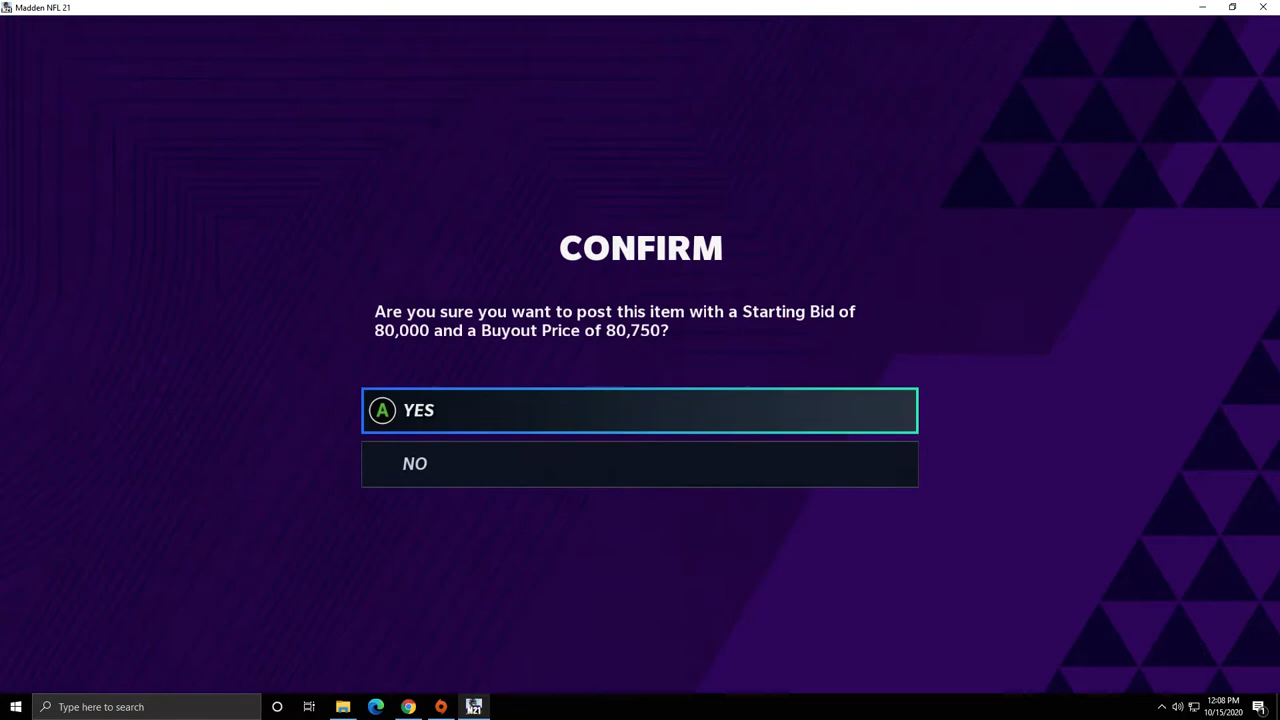 Madden NFL 21
CONFIRM
Are you sure you want to post this item with a Starting Bid of
80,000 and a Buyout Price of 80,750?
A YES
NO
Type here to search
12:08 PM
10/15/2020